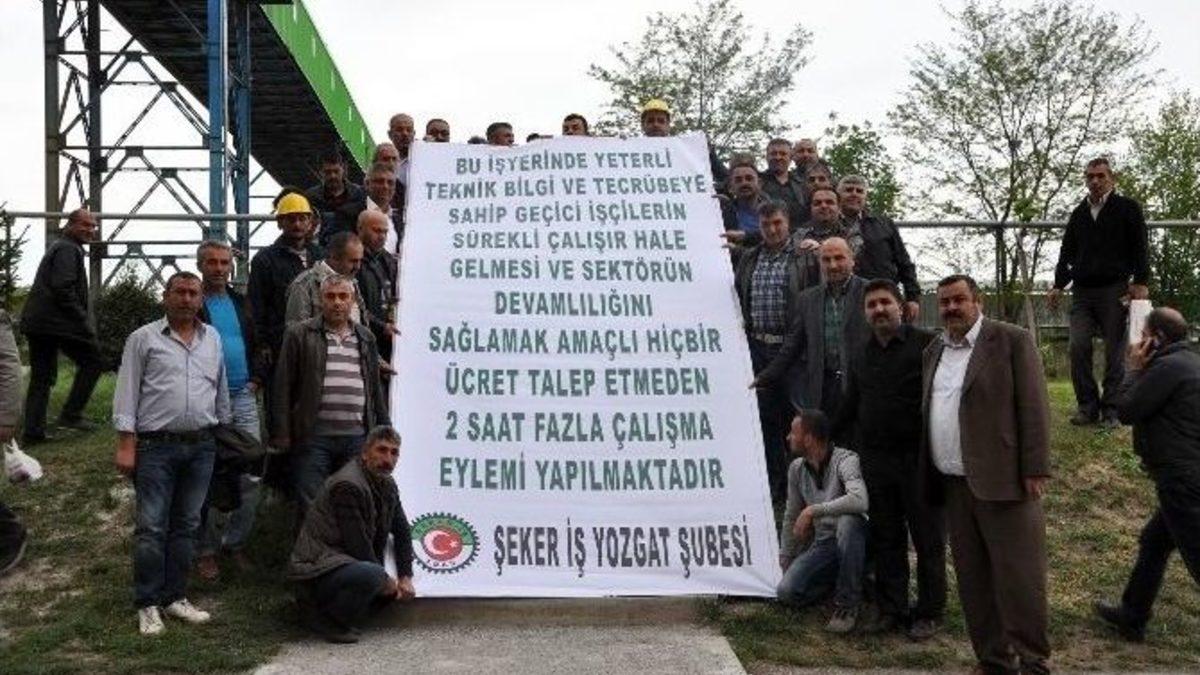 BU İŞYERİNDE YETERLİ
TEKNİK BİLGİ VE TECRÜBEYE
SAHİP GEÇİCİ İŞÇİLERİN
SÜREKLİ ÇALIŞIR HALE
GELMESİ VE SEKTÖRÜN
DEVAMLILIĞINI
SAĞLAMAK AMAÇLI HİÇBİR
ÜCRET TALEP ETMEDEN
2 SAAT FAZLA ÇALIŞMA
EYLEMİ YAPILMAKTADIR
ŞEKER İŞ YOZGAT ŞUBESİ